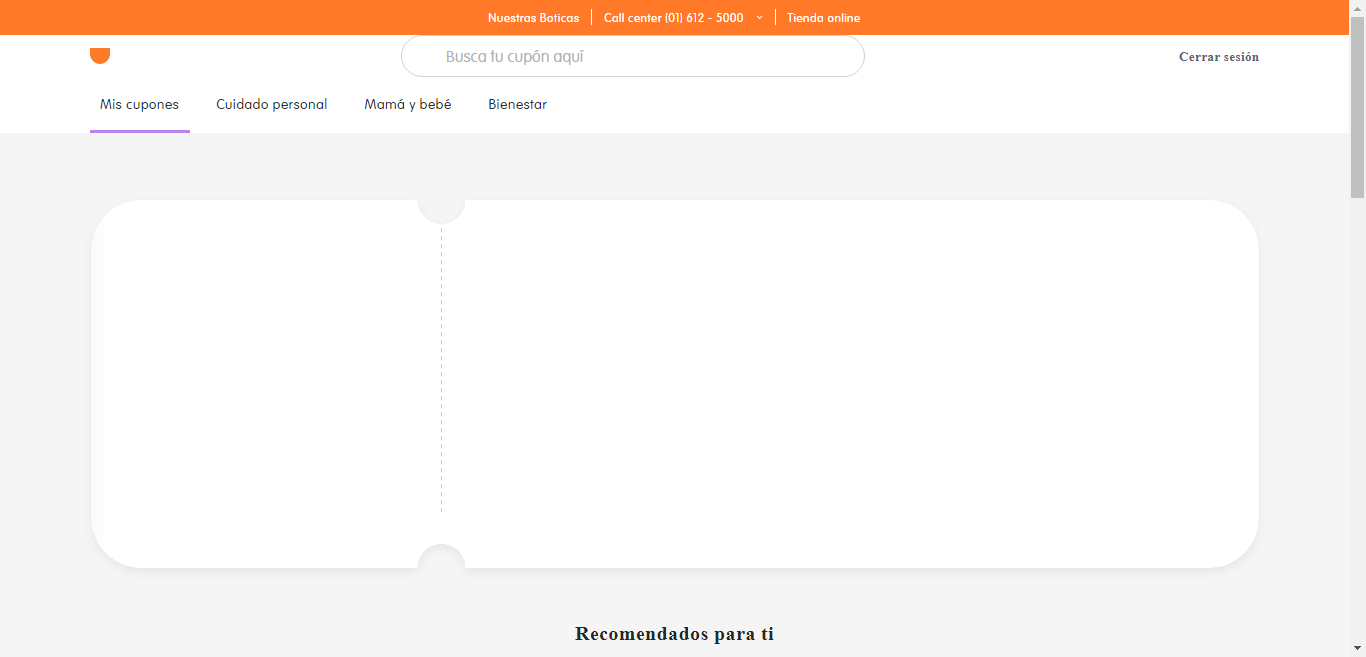 Nuestras Boticas
Call center (01) 612 - 5000
Tienda online
Busca tu cupón aquí
Cerrar sesión
Mis cupones
Cuidado personal
Mamá y bebé
Bienestar
Recomendados para ti